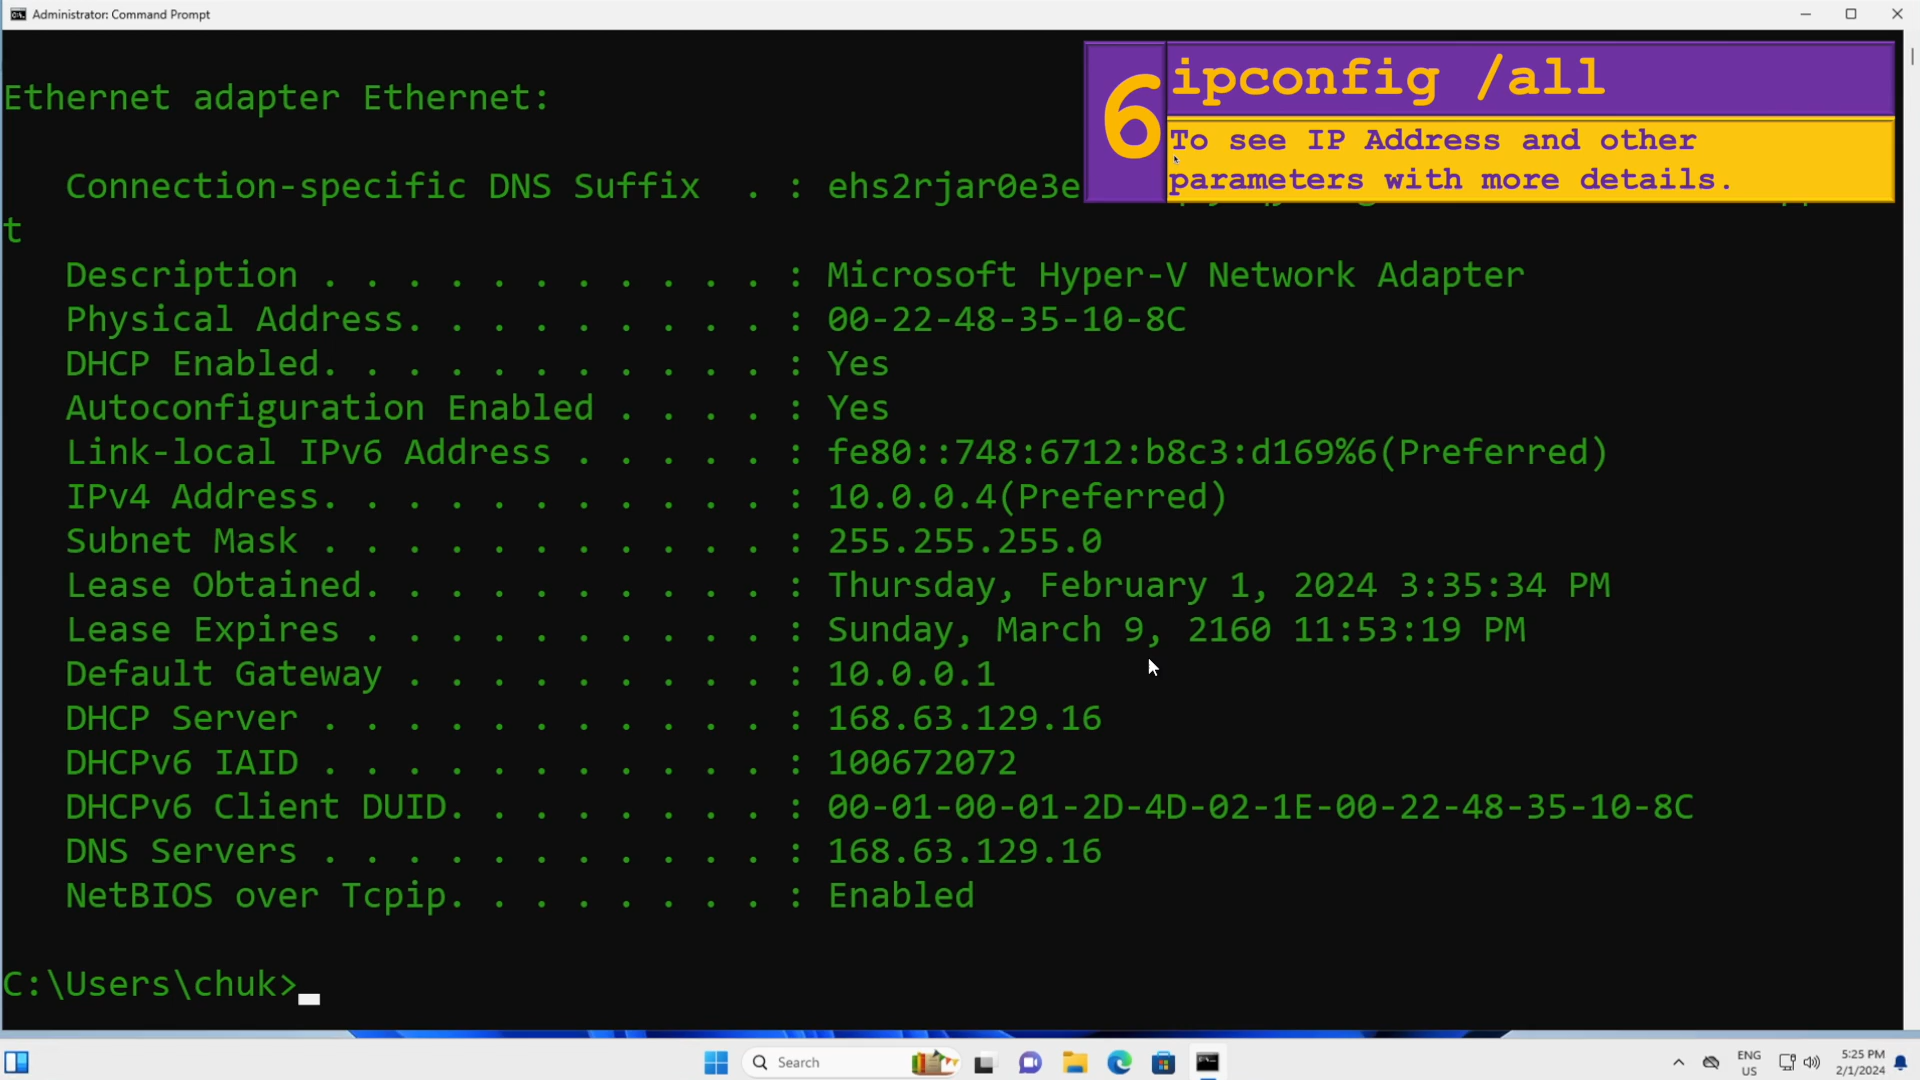 Administrator: Command Prompt
Ethernet adapter Ethernet:
6
ipconfig /all
To see IP Address and other
parameters with more details.
Connection-specific DNS Suffix  . : ehs2rjar0e3e
t
Description . . . . . . . . . . . : Microsoft Hyper-V Network Adapter
Physical Address. . . . . . . . . : 00-22-48-35-10-8C
DHCP Enabled. . . . . . . . . . . : Yes
Autoconfiguration Enabled . . . . : Yes
Link-local IPv6 Address . . . . . : fe80::748:6712:b8c3:d169%6(Preferred)
IPv4 Address. . . . . . . . . . . : 10.0.0.4(Preferred)
Subnet Mask . . . . . . . . . . . : 255.255.255.0
Lease Obtained. . . . . . . . . . : Thursday, February 1, 2024 3:35:34 PM
Lease Expires . . . . . . . . . . : Sunday, March 9, 2160 11:53:19 PM
Default Gateway . . . . . . . . . : 10.0.0.1
DHCP Server . . . . . . . . . . . : 168.63.129.16
DHCPv6 IAID . . . . . . . . . . . : 100672072
DHCPv6 Client DUID. . . . . . . . : 00-01-00-01-2D-4D-02-1E-00-22-48-35-10-8C
DNS Servers . . . . . . . . . . . : 168.63.129.16
NetBIOS over Tcpip. . . . . . . . : Enabled
C:\Users\chuk>
Search
ENG
US
5:25 PM
2/1/2024